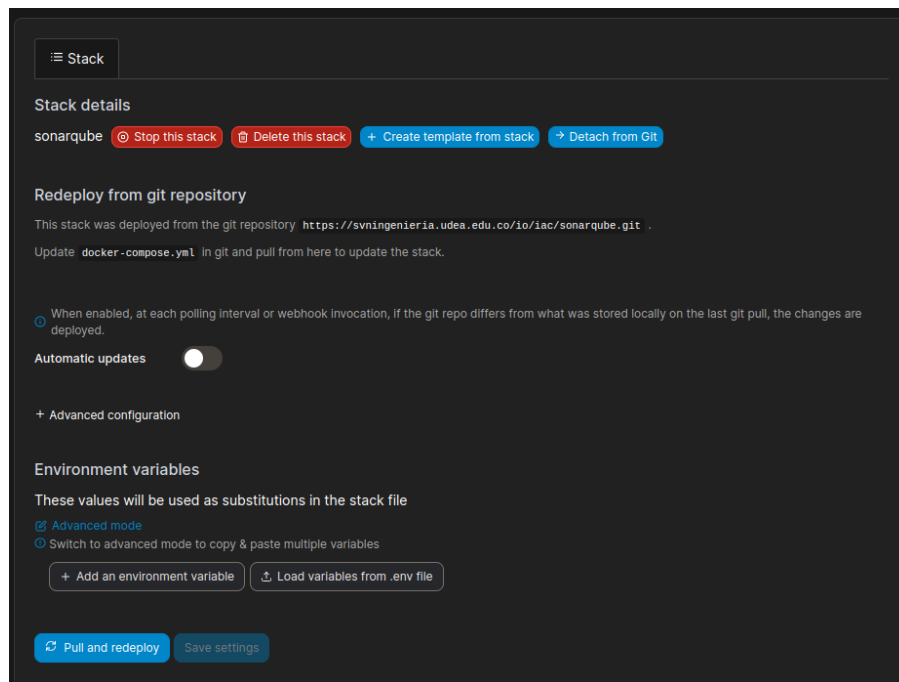 Stack
Stack details
sonarqube Stop this stack Delete this stack + Create template from stack → Detach from Git
Redeploy from git repository
This stack was deployed from the git repository https://svningenieria.udea.edu.co/io/iac/sonarqube.git .
Update docker-compose.yml in git and pull from here to update the stack.
When enabled, at each polling interval or webhook invocation, if the git repo differs from what was stored locally on the last git pull, the changes are
deployed.
Automatic updates
+ Advanced configuration
Environment variables
These values will be used as substitutions in the stack file
Advanced mode
Switch to advanced mode to copy & paste multiple variables
+ Add an environment variable Load variables from .env file
Pull and redeploy Save settings